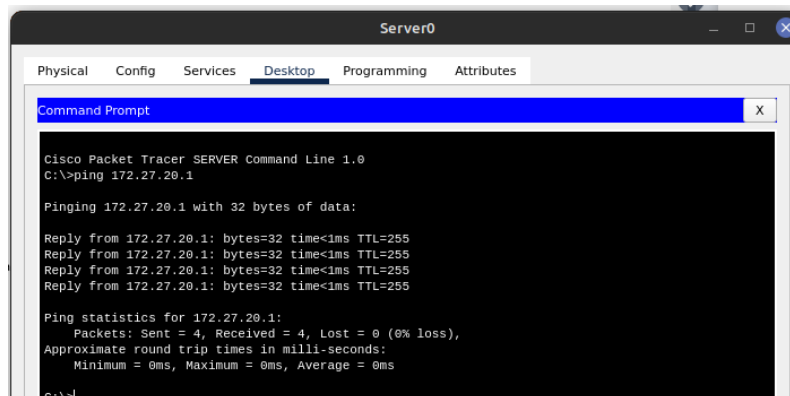 Server0
Physical Config Services Desktop Programming Attributes
Command Prompt X
Cisco Packet Tracer SERVER Command Line 1.0
C:\>ping 172.27.20.1
Pinging 172.27.20.1 with 32 bytes of data:
Reply from 172.27.20.1: bytes=32 time<1ms TTL=255
Reply from 172.27.20.1: bytes=32 time<1ms TTL=255
Reply from 172.27.20.1: bytes=32 time<1ms TTL=255
Reply from 172.27.20.1: bytes=32 time<1ms TTL=255
Ping statistics for 172.27.20.1:
Packets: Sent = 4, Received = 4, Lost = 0 (0% loss),
Approximate round trip times in milli-seconds:
Minimum = 0ms, Maximum = 0ms, Average = 0ms
C:\>